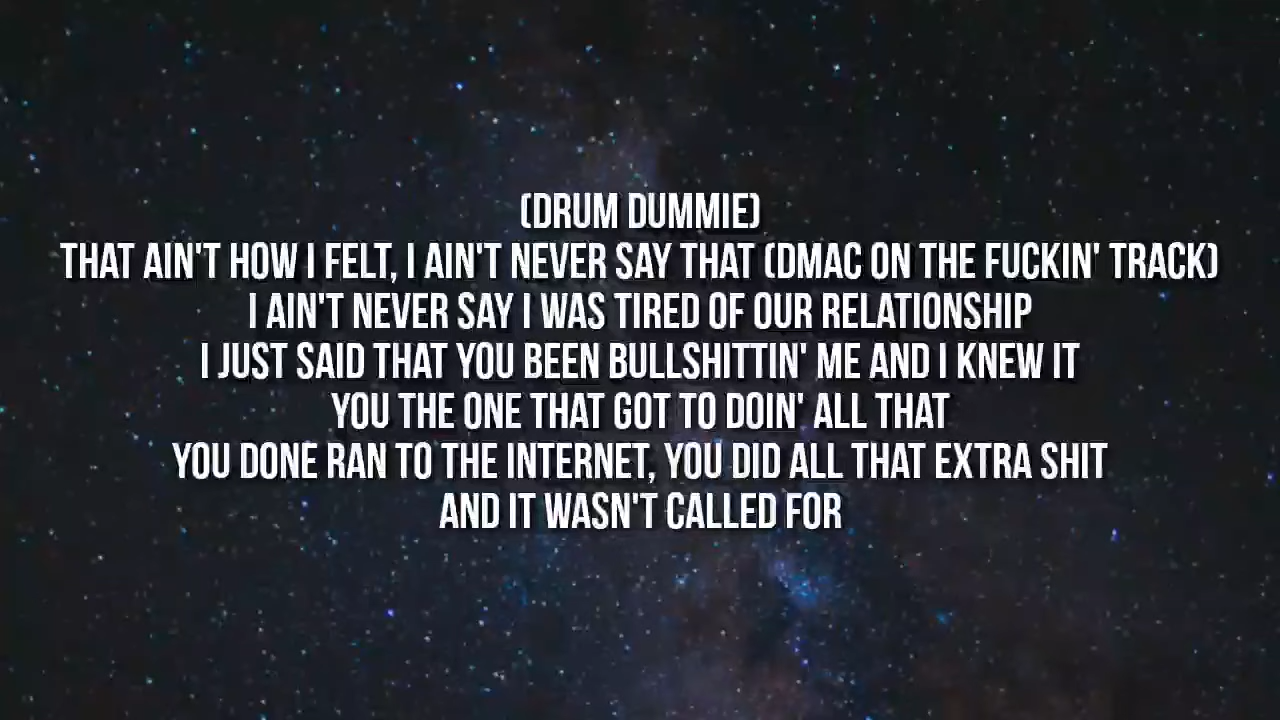 (DRUM DUMMIE)
THAT AIN'T HOW I FELT, I AIN'T NEVER SAY THAT (DMAC ON THE FUCKIN' TRACK)
I AIN'T NEVER SAY I WAS TIRED OF OUR RELATIONSHIP
I JUST SAID THAT YOU BEEN BULLSHITTIN' ME AND I KNEW IT
YOU THE ONE THAT GOT TO DOIN' ALL THAT
YOU DONE RAN TO THE INTERNET, YOU DID ALL THAT EXTRA SHIT
AND IT WASN'T CALLED FOR